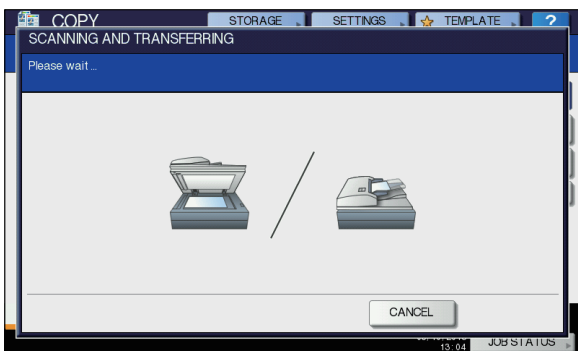 COPY
STORAGE
SETTINGS
TEMPLATE
?
SCANNING AND TRANSFERRING
Please wait ...
CANCEL
13:04
JOB STATUS